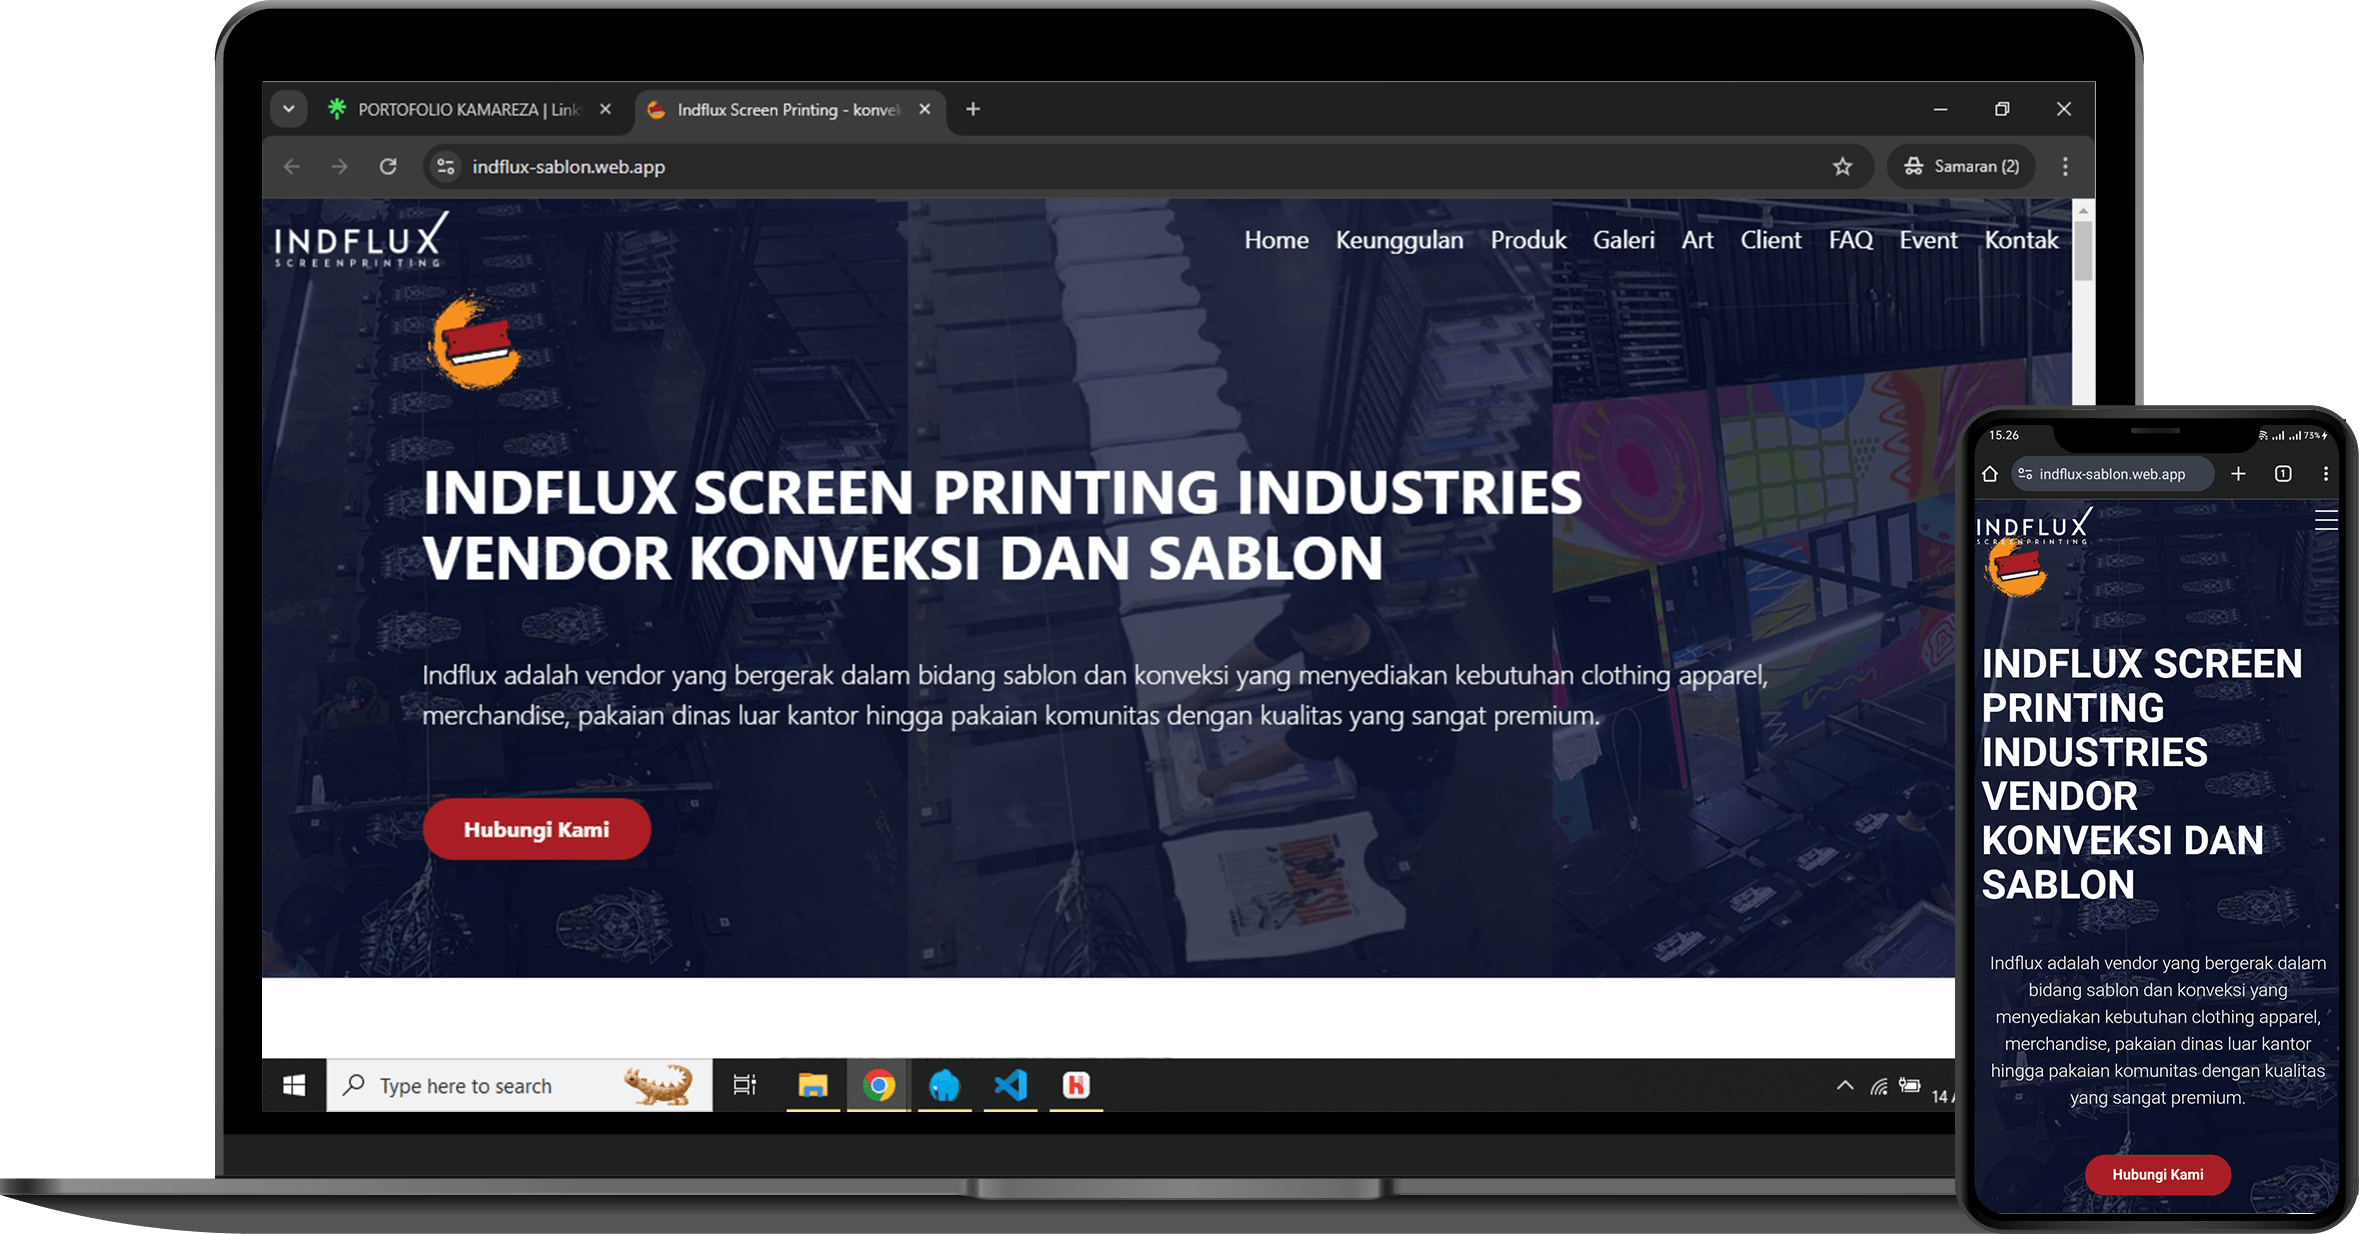 PORTOFOLIO KAMAREZA | Link
Indflux Screen Printing - konvek
indflux-sablon.web.app
Samaran (2)
INDFLUX
SCREENPRINTING
Home Keunggulan Produk Galeri Art Client FAQ Event Kontak
INDFLUX SCREEN PRINTING INDUSTRIES
VENDOR KONVEKSI DAN SABLON
Indflux adalah vendor yang bergerak dalam bidang sablon dan konveksi yang menyediakan kebutuhan clothing apparel,
merchandise, pakaian dinas luar kantor hingga pakaian komunitas dengan kualitas yang sangat premium.
Hubungi Kami
Type here to search
14
15.26
73%
indflux-sablon.web.app
1
INDFLUX
SCREENPRINTING
INDFLUX SCREEN
PRINTING
INDUSTRIES
VENDOR
KONVEKSI DAN
SABLON
Indflux adalah vendor yang bergerak dalam
bidang sablon dan konveksi yang
menyediakan kebutuhan clothing apparel,
merchandise, pakaian dinas luar kantor
hingga pakaian komunitas dengan kualitas
yang sangat premium.
Hubungi Kami